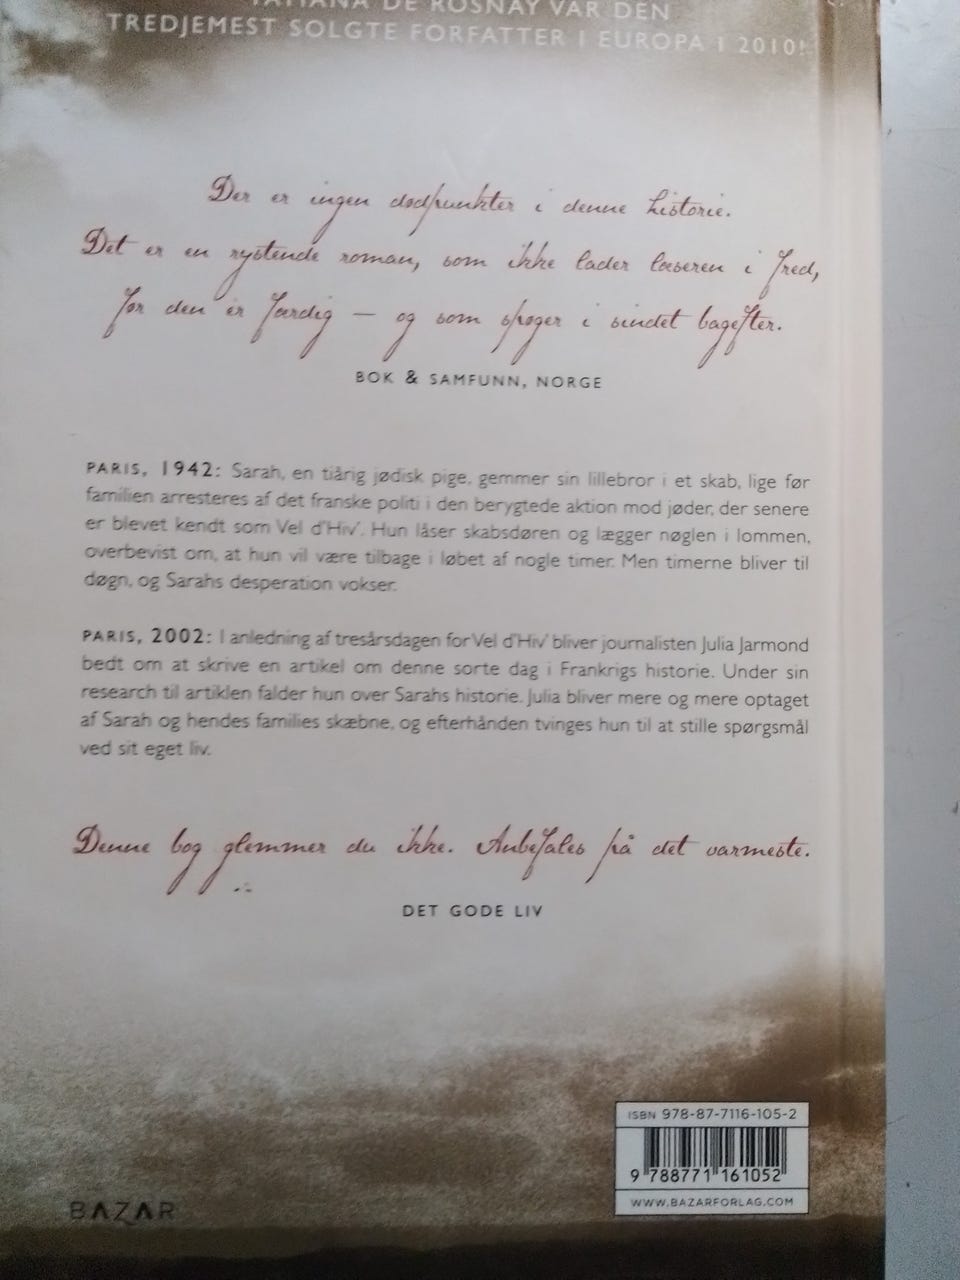 TATIANA DE ROSNAY VAR DEN
TREDJEMEST SOLGTE FORFATTER I EUROPA I 2010!
Der er ingen dødpunkter i denne historie.
Det er en rystende roman, som ikke lader læseren i fred,
før den er færdig – og som spøger i sindet bagefter.
BOK & SAMFUNN, NORGE
PARIS, 1942: Sarah, en tiårig jødisk pige, gemmer sin lillebror i et skab, lige før
familien arresteres af det franske politi i den berygtede aktion mod jøder, der senere
er blevet kendt som Vel d'Hiv'. Hun låser skabsdøren og lægger nøglen i lommen,
overbevist om, at hun vil være tilbage i løbet af nogle timer. Men timerne bliver til
døgn, og Sarahs desperation vokser.
PARIS, 2002: I anledning af tresårsdagen for Vel d'Hiv' bliver journalisten Julia Jarmond
bedt om at skrive en artikel om denne sorte dag i Frankrigs historie. Under sin
research til artiklen falder hun over Sarahs historie. Julia bliver mere og mere optaget
af Sarah og hendes families skæbne, og efterhånden tvinges hun til at stille spørgsmål
ved sit eget liv.
Denne bog glemmer du ikke. Anbefales på det varmeste.
DET GODE LIV
ISBN 978-87-7116-105-2
9 788771 161052
WWW.BAZARFORLAG.COM
BAZAR